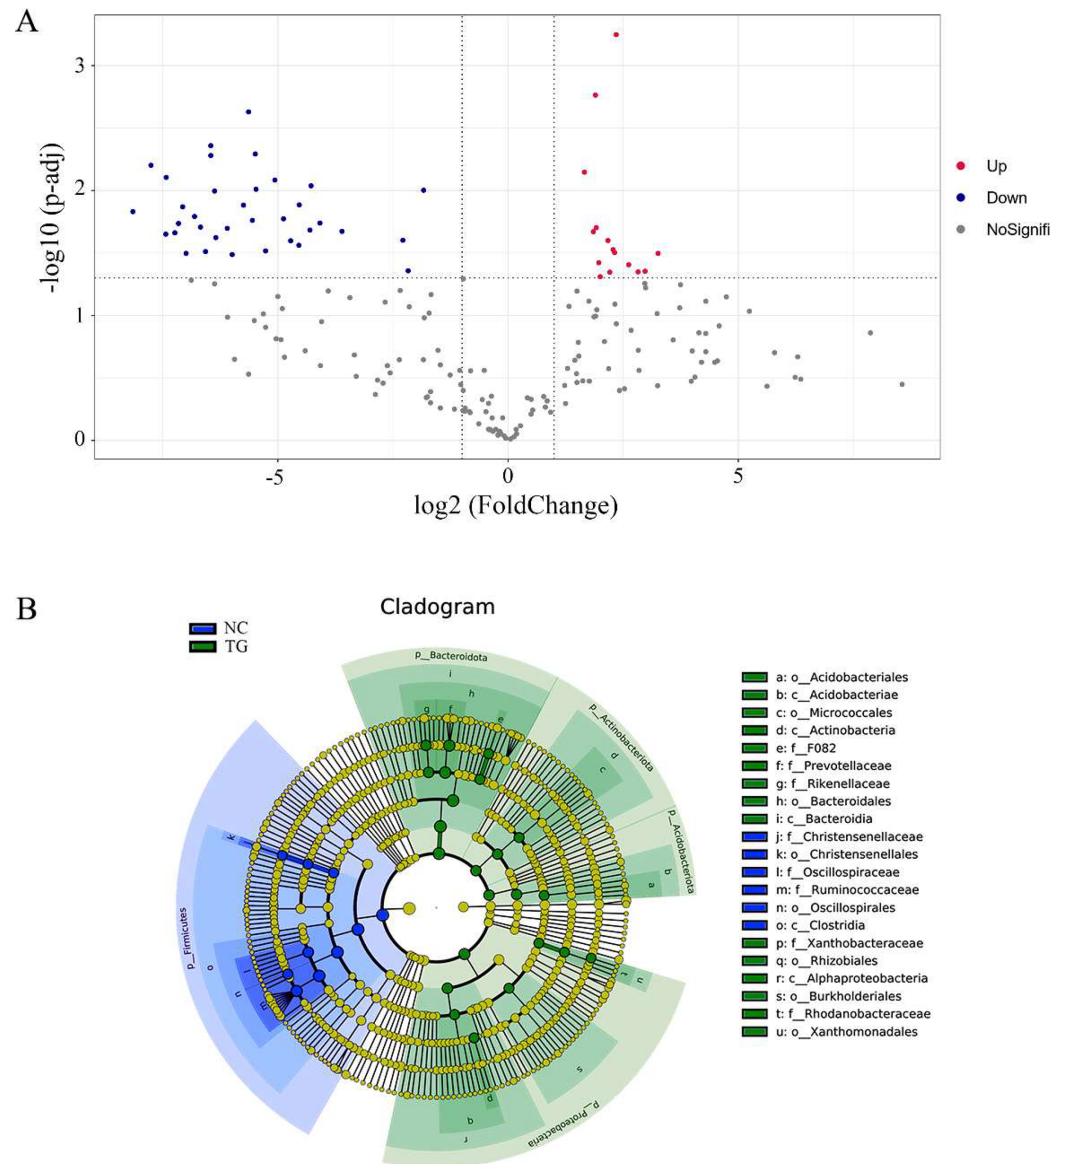 A
3
2
1
0
-log10 (p-adj)
-5
0
5
log2 (FoldChange)
Up
Down
NoSignifi
B
Cladogram
NC
TG
p__Bacteroidota
i
h
g
f
e
p__Actinobacteriota
d
c
p__Acidobacteriota
b
a
k
j
p__Firmicutes
o
n
l
m
t
u
s
p
q
r
p__Proteobacteria
a: o__Acidobacteriales
b: c__Acidobacteriae
c: o__Micrococcales
d: c__Actinobacteria
e: f__F082
f: f__Prevotellaceae
g: f__Rikenellaceae
h: o__Bacteroidales
i: c__Bacteroidia
j: f__Christensenellaceae
k: o__Christensenellales
l: f__Oscillospiraceae
m: f__Ruminococcaceae
n: o__Oscillospirales
o: c__Clostridia
p: f__Xanthobacteraceae
q: o__Rhizobiales
r: c__Alphaproteobacteria
s: o__Burkholderiales
t: f__Rhodanobacteraceae
u: o__Xanthomonadales